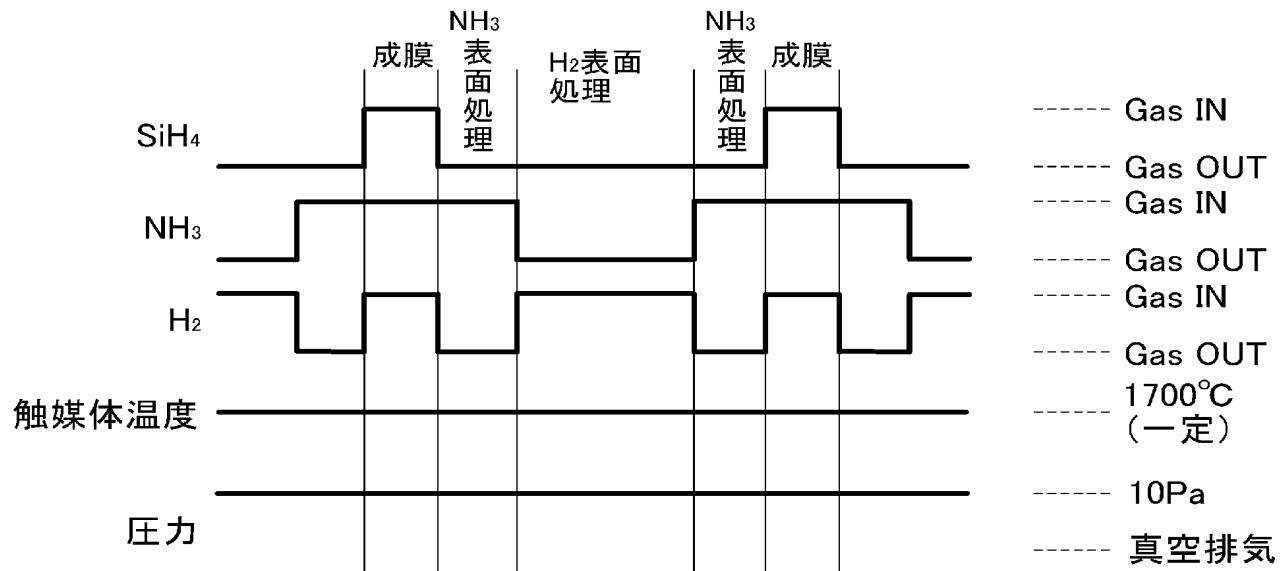 NH₃
表
面
処
理
成膜
H₂表面
処理
NH₃
表
面
処
理
成膜
SiH₄
Gas IN
Gas OUT
NH₃
Gas IN
Gas OUT
H₂
Gas IN
Gas OUT
触媒体温度
1700℃
（一定）
圧力
10Pa
真空排気